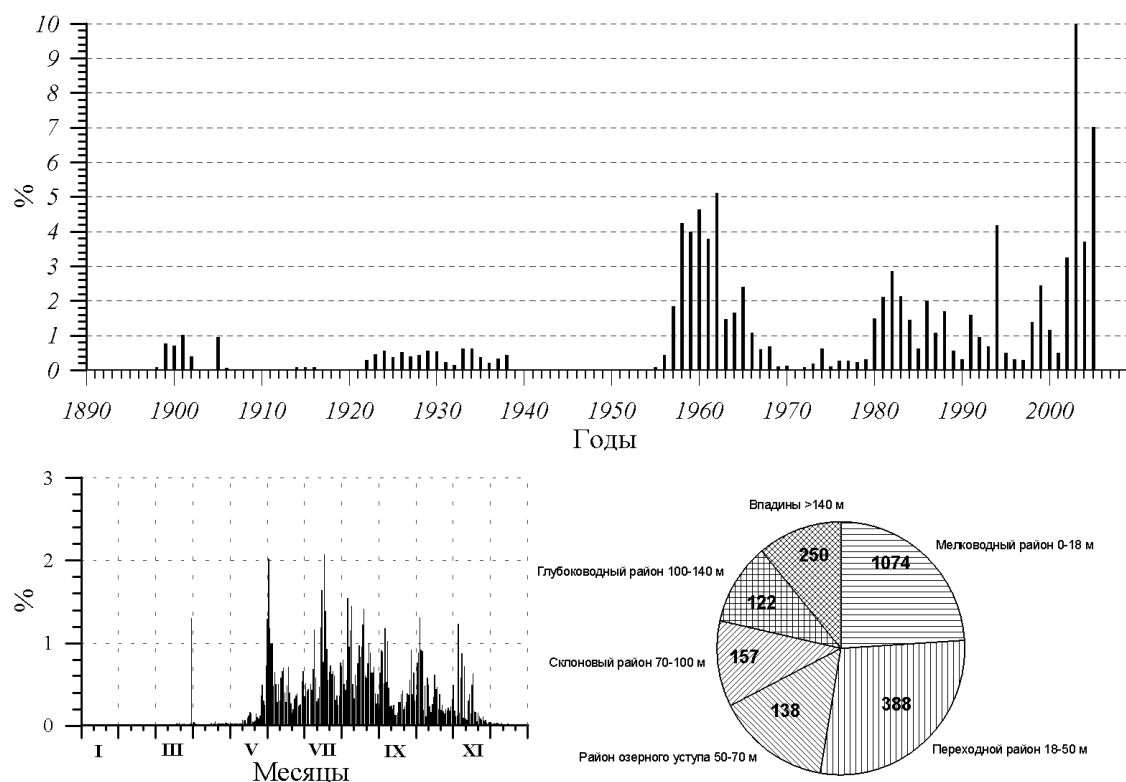 10
9
8
7
6
5
4
3
2
1
0
%
1890 1900 1910 1920 1930 1940 1950 1960 1970 1980 1990 2000
Годы
3
2
1
0
%
I III V VII IX XI
Месяцы
Впадины >140 м
Мелководный район 0-18 м
250
1074
Глубоководный район 100-140 м
122
Склоновый район 70-100 м
157
388
138
Район озерного уступа 50-70 м
Переходной район 18-50 м